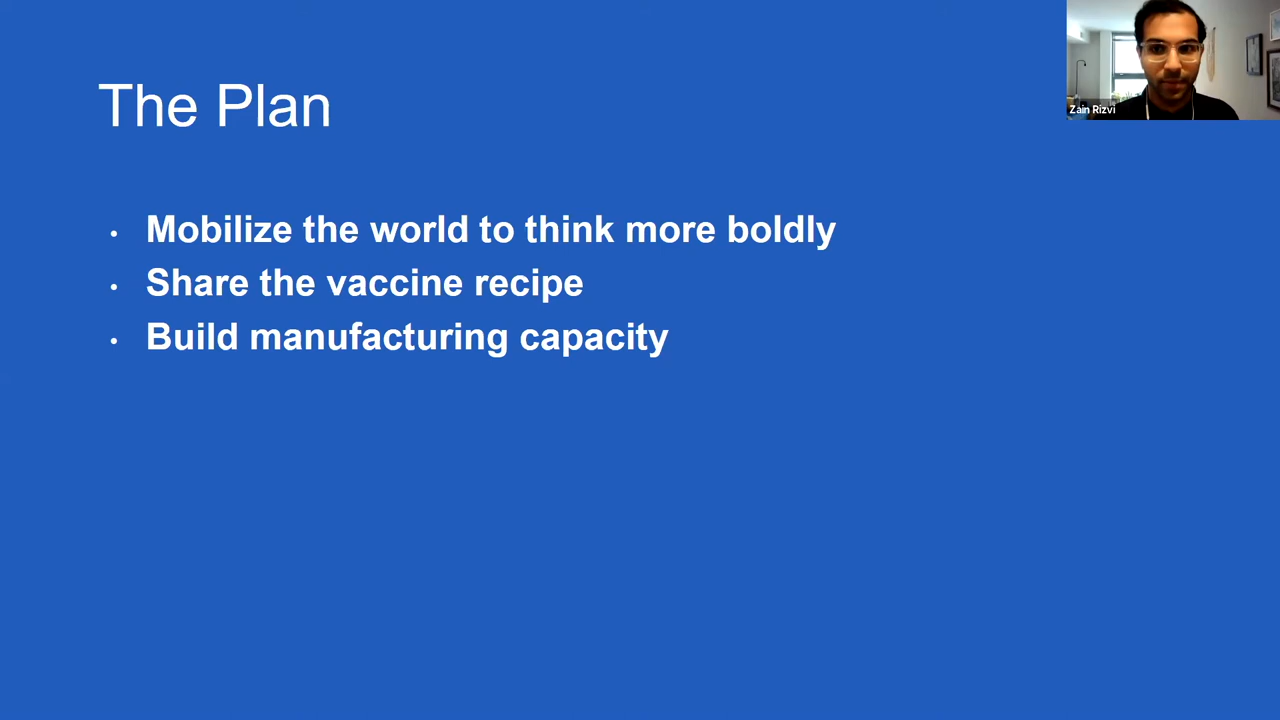 The Plan
Zain Rizvi
• Mobilize the world to think more boldly
• Share the vaccine recipe
• Build manufacturing capacity